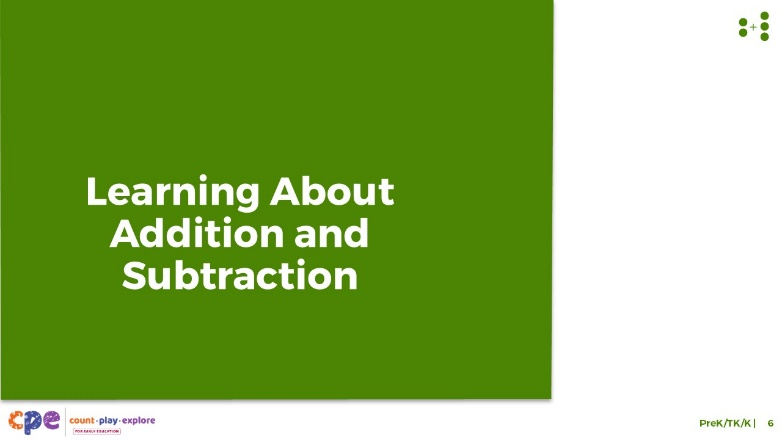 Learning About
Addition and
Subtraction
cpe
count·play·explore
FOR EARLY EDUCATION
PreK/TK/K | 6